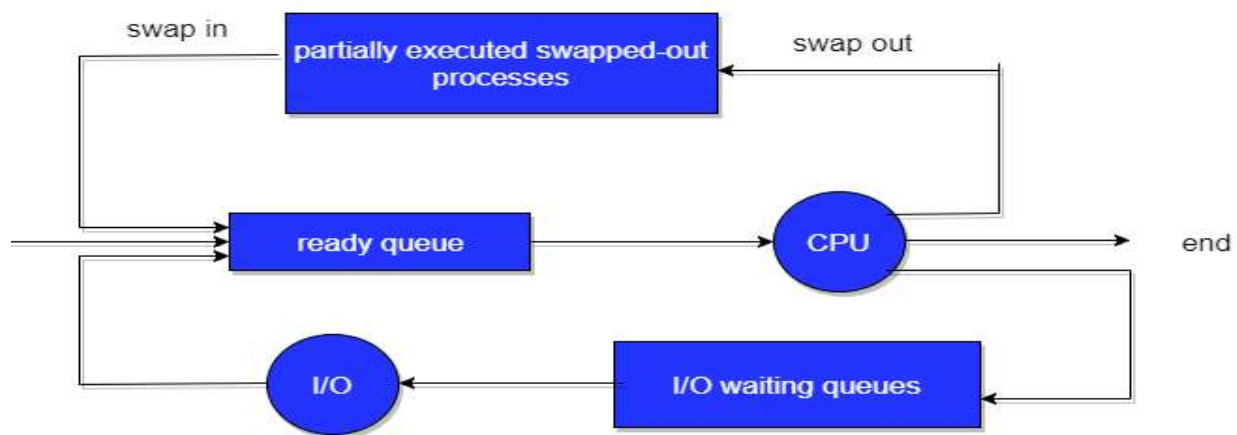 swap in
partially executed swapped-out
processes
swap out
ready queue
CPU
end
I/O
I/O waiting queues